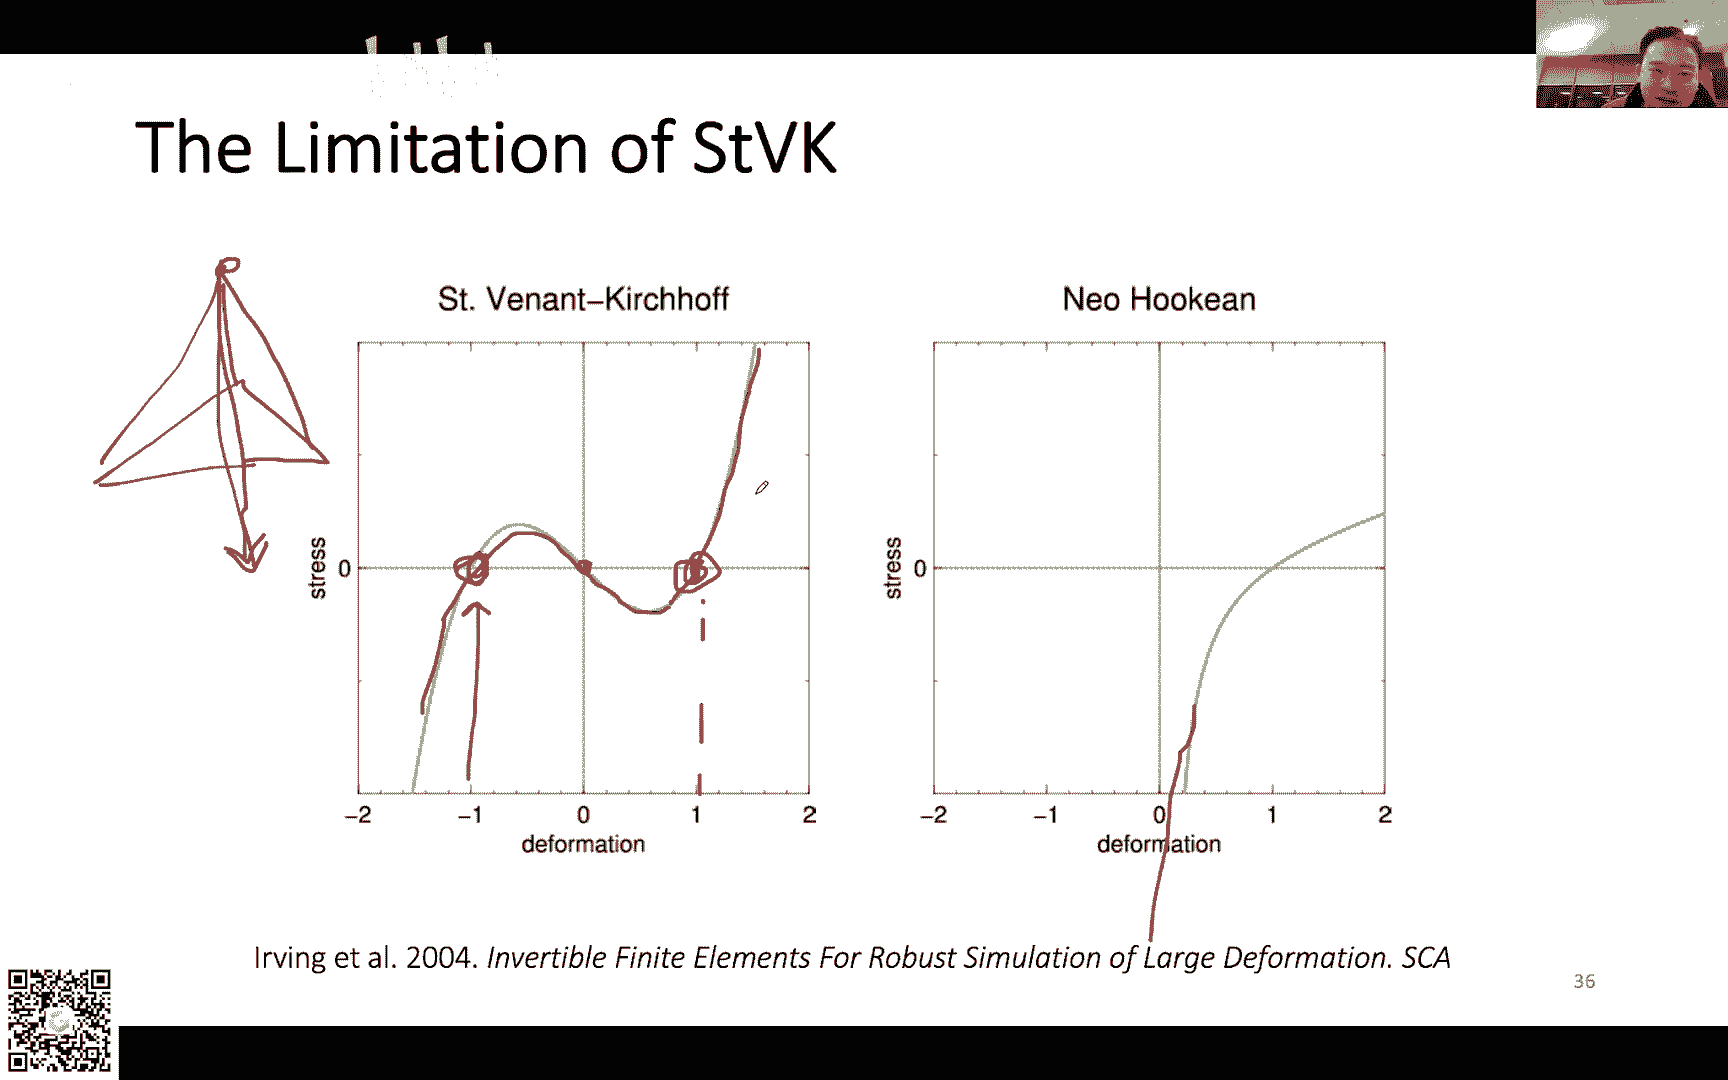 The Limitation of StVK
St. Venant–Kirchhoff
Neo Hookean
stress
0
−2 −1 0 1 2
deformation
stress
0
−2 −1 0 1 2
deformation
Irving et al. 2004. Invertible Finite Elements For Robust Simulation of Large Deformation. SCA
36